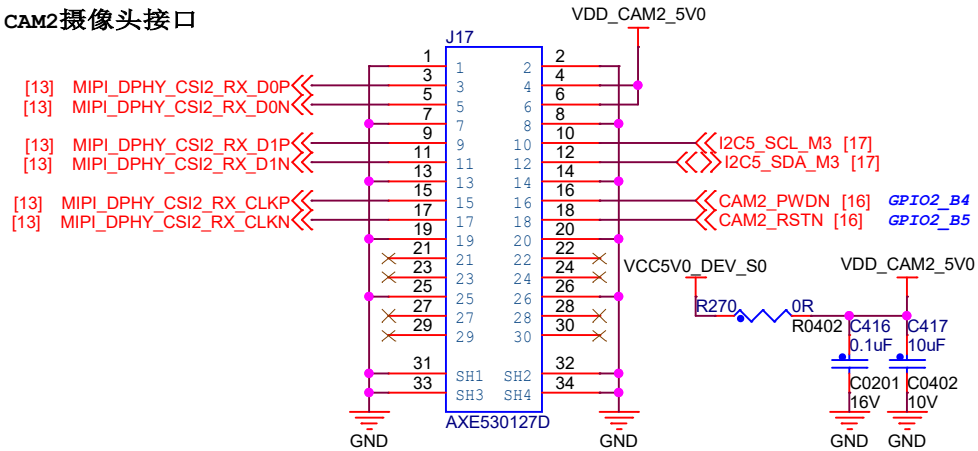 CAM2摄像头接口
VDD_CAM2_5V0
J17
1 1 2 2
[13] MIPI_DPHY_CSI2_RX_D0P 3 3 4 4
[13] MIPI_DPHY_CSI2_RX_D0N 5 5 6 6
7 7 8 8
[13] MIPI_DPHY_CSI2_RX_D1P 9 9 10 10 I2C5_SCL_M3 [17]
[13] MIPI_DPHY_CSI2_RX_D1N 11 11 12 12 I2C5_SDA_M3 [17]
13 13 14 14
[13] MIPI_DPHY_CSI2_RX_CLKP 15 15 16 16 CAM2_PWDN [16] GPIO2_B4
[13] MIPI_DPHY_CSI2_RX_CLKN 17 17 18 18 CAM2_RSTN [16] GPIO2_B5
19 19 20 20
21 21 22 22
23 23 24 24
25 25 26 26
27 27 28 28
29 29 30 30
31 SH1 SH2 32
33 SH3 SH4 34
AXE530127D
GND GND
VCC5V0_DEV_S0 VDD_CAM2_5V0
R270 0R
R0402
C416 C417
0.1uF 10uF
C0201 C0402
16V 10V
GND GND